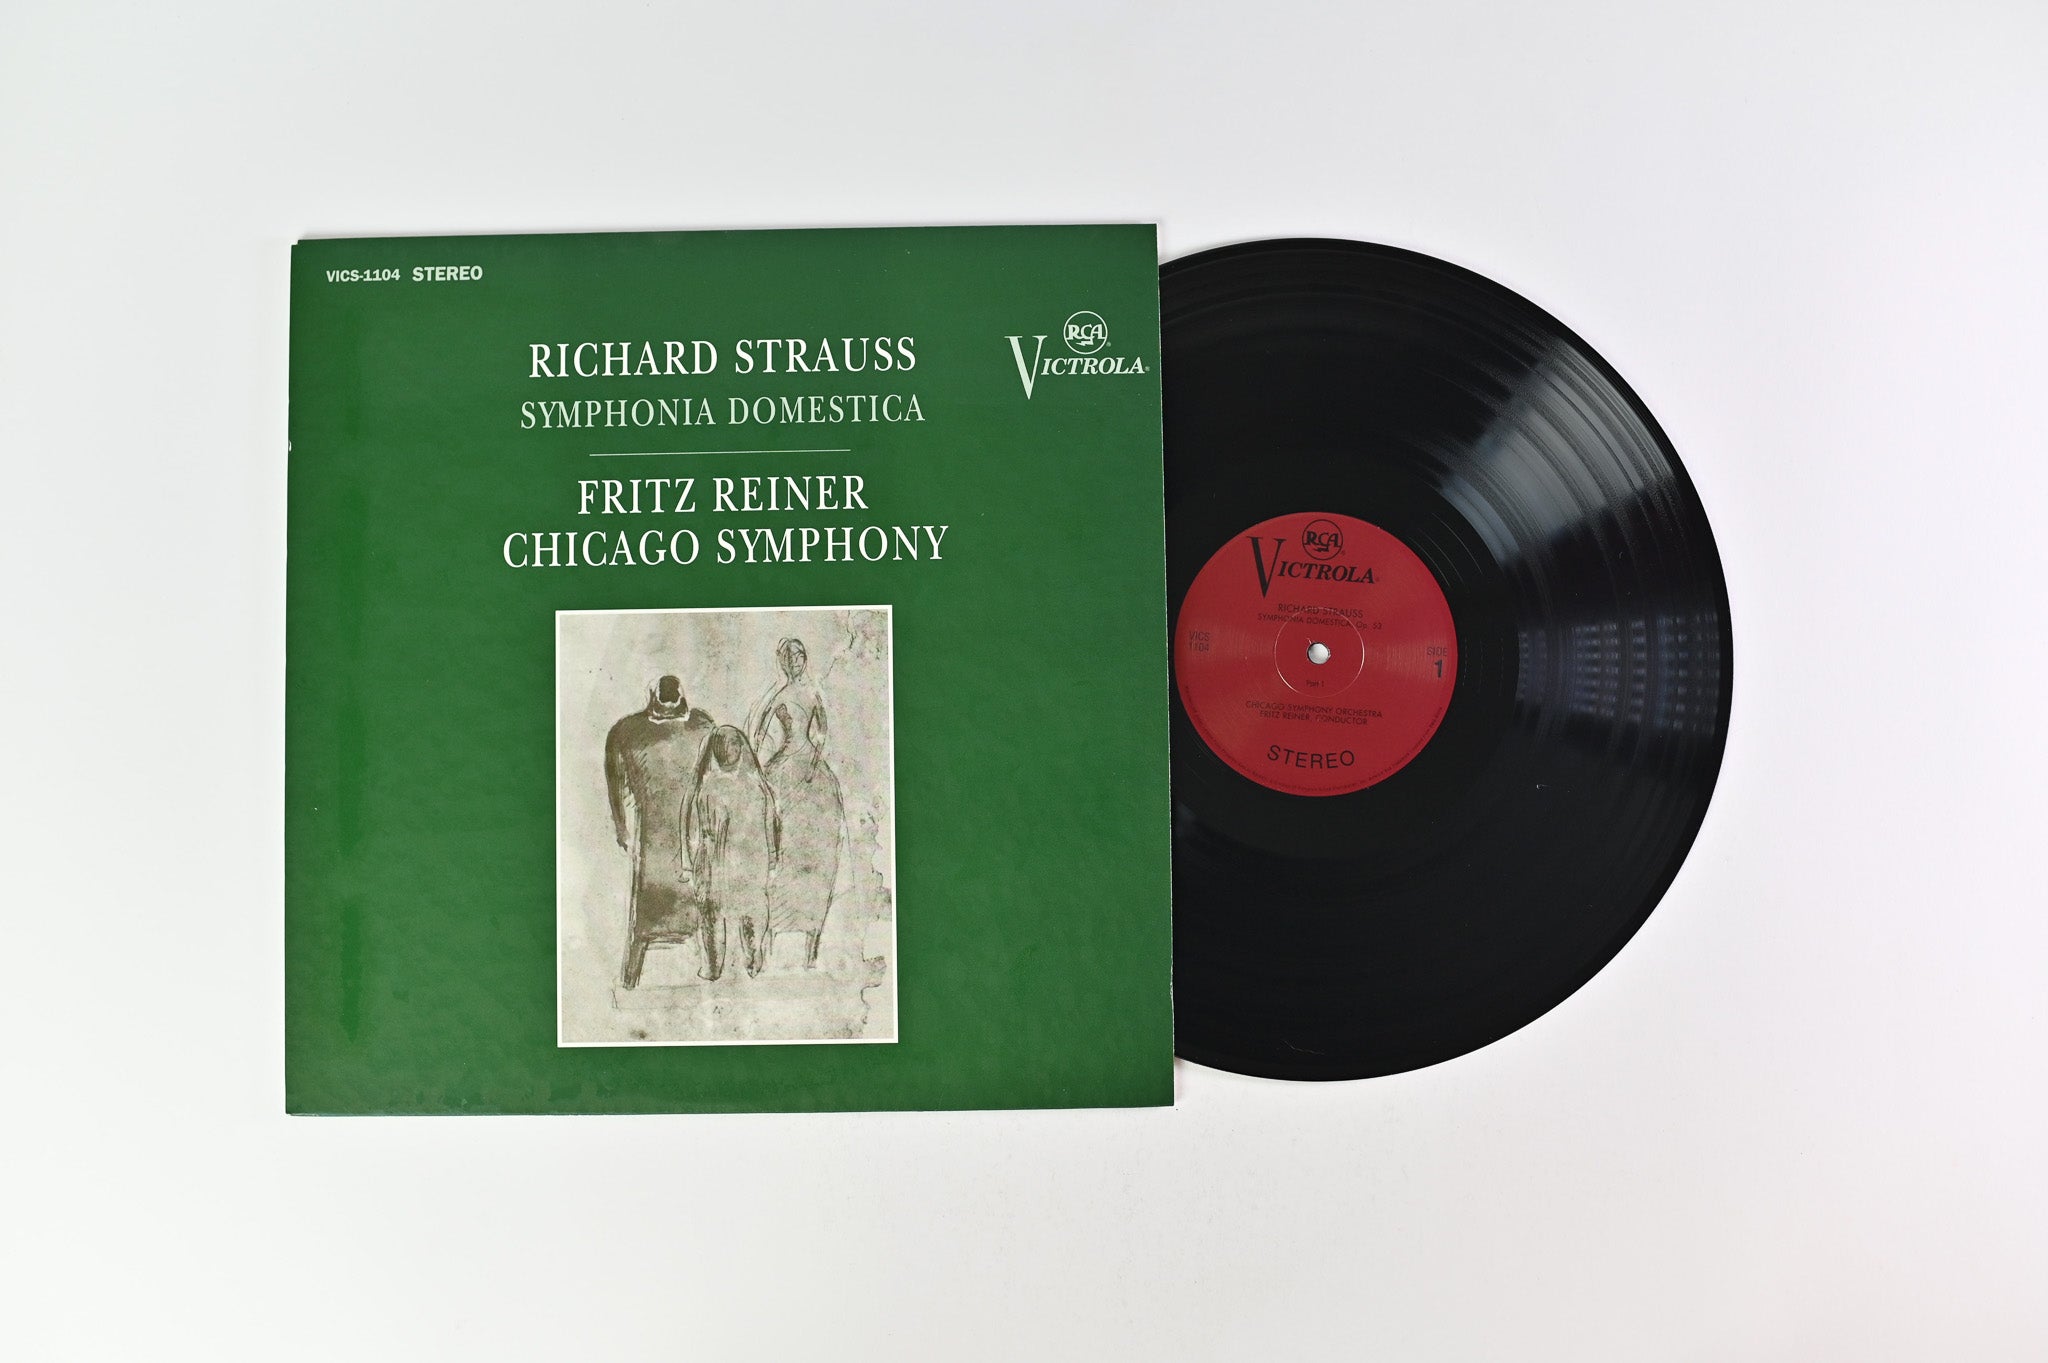 VICS-1104 STEREO
RICHARD STRAUSS
SYMPHONIA DOMESTICA
RCA
VICTROLA
FRITZ REINER
CHICAGO SYMPHONY
RCA
VICTROLA
RICHARD STRAUSS
SYMPHONIA DOMESTICA, Op. 53
VICS
1104
SIDE
1
Part 1
CHICAGO SYMPHONY ORCHESTRA
FRITZ REINER, CONDUCTOR
STEREO